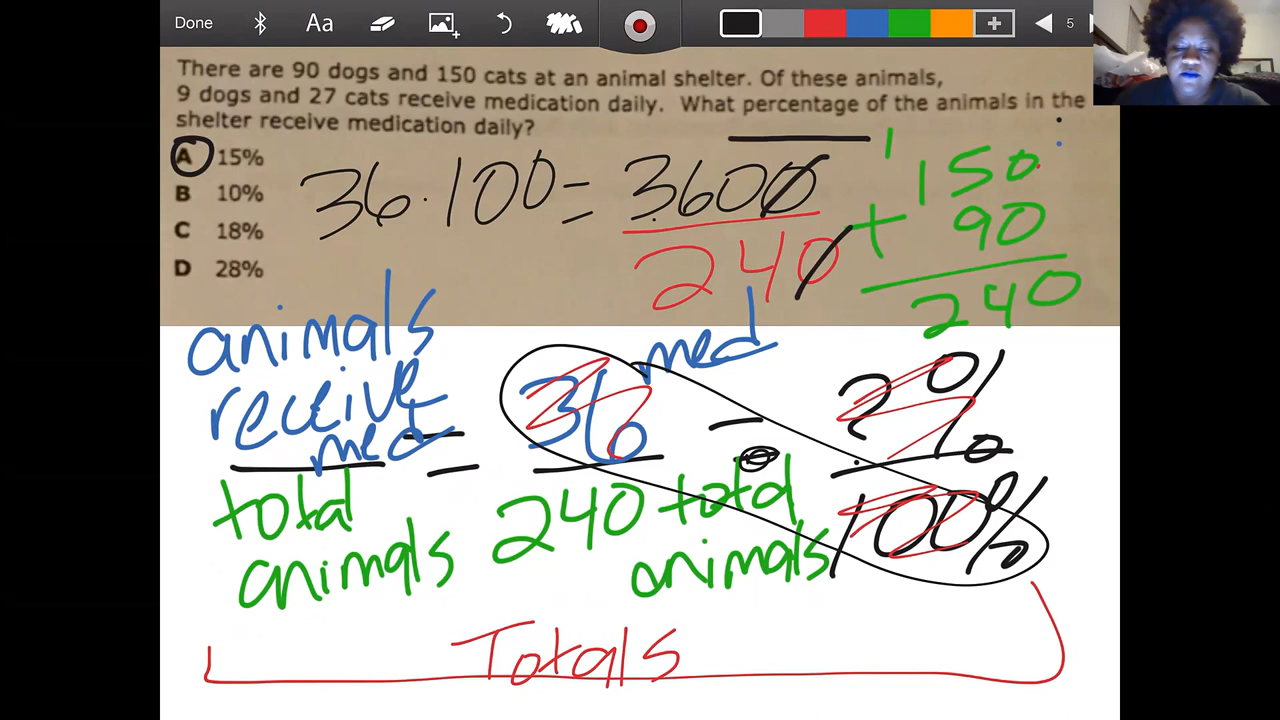 Done Aa 5
There are 90 dogs and 150 cats at an animal shelter. Of these animals,
9 dogs and 27 cats receive medication daily. What percentage of the animals in the
shelter receive medication daily?
A 15%
B 10%
C 18%
D 28%
36 · 100 = 3600
240
1
150
+ 90
240
animals
receive
med
total
animals
=
36 med
240 total
animals
=
?%
100%
Totals